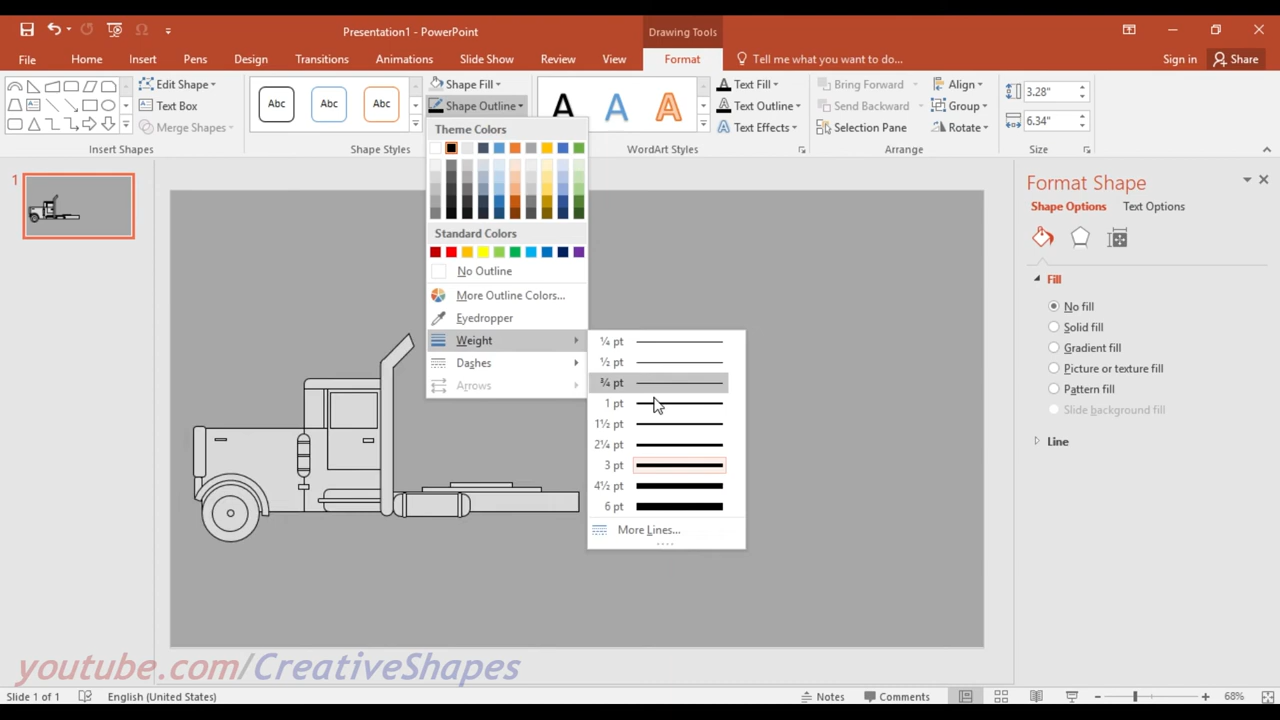 Presentation1 - PowerPoint
Drawing Tools
File
Home
Insert
Pens
Design
Transitions
Animations
Slide Show
Review
View
Format
Tell me what you want to do...
Sign in
Share
Edit Shape
Text Box
Merge Shapes
Insert Shapes
Abc
Abc
Abc
Shape Styles
Shape Fill
Shape Outline
A
A
A
WordArt Styles
Text Fill
Text Outline
Text Effects
Bring Forward
Send Backward
Selection Pane
Align
Group
Rotate
Arrange
3.28"
6.34"
Size
Theme Colors
Standard Colors
No Outline
More Outline Colors...
Eyedropper
Weight
Dashes
Arrows
¼ pt
½ pt
¾ pt
1 pt
1½ pt
2¼ pt
3 pt
4½ pt
6 pt
More Lines...
1
Format Shape
Shape Options
Text Options
Fill
No fill
Solid fill
Gradient fill
Picture or texture fill
Pattern fill
Slide background fill
Line
youtube.com/CreativeShapes
Slide 1 of 1
English (United States)
Notes
Comments
68%